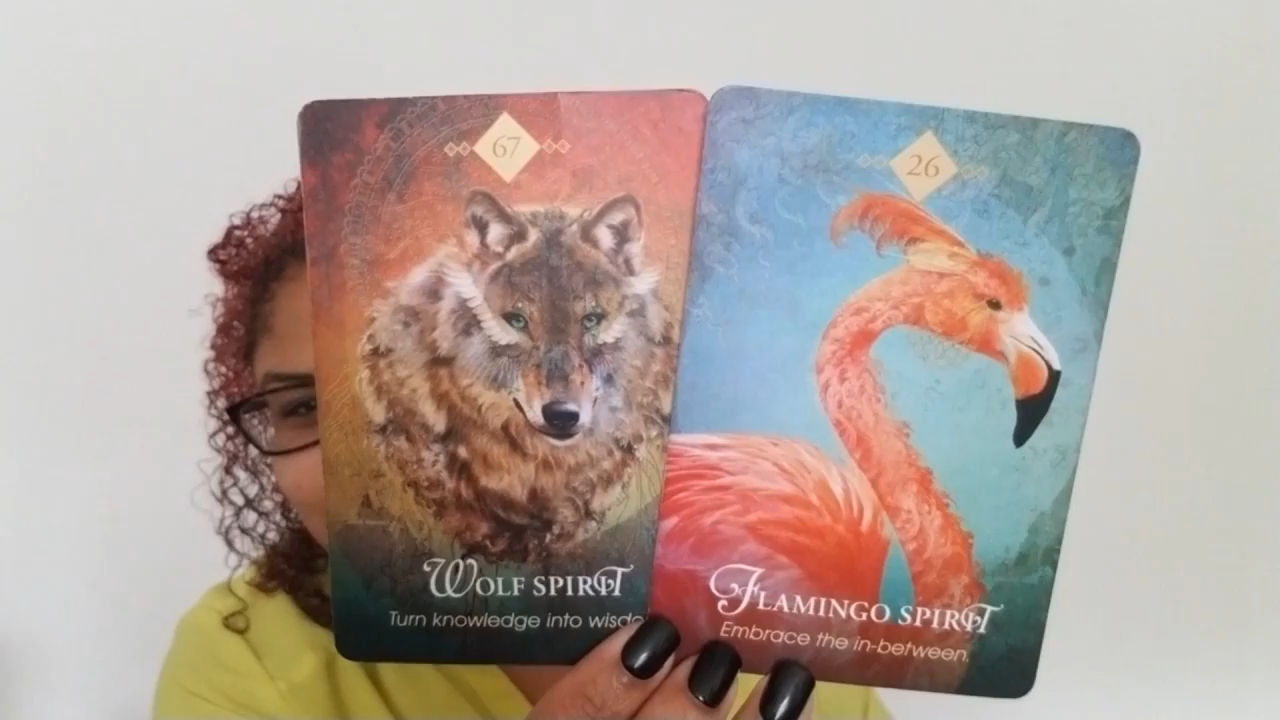 67
WOLF SPIRIT
Turn knowledge into
26
FLAMINGO SPIRIT
Embrace the in-between.